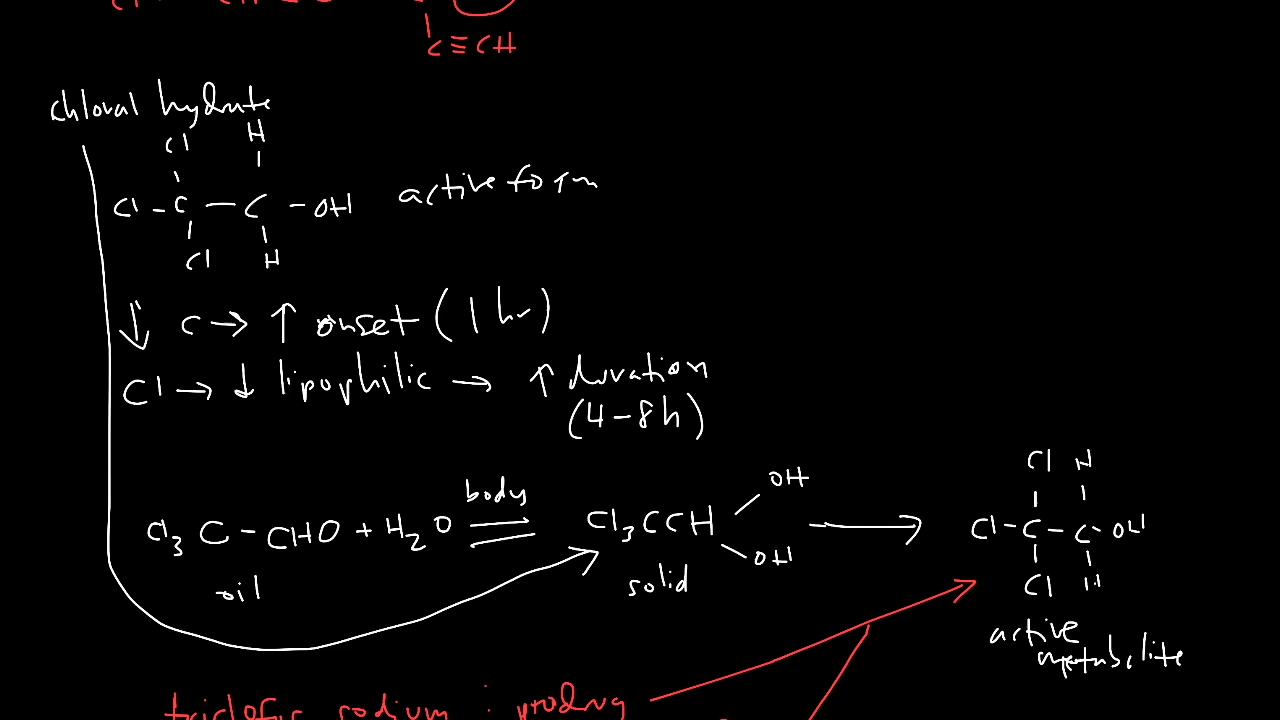 C≡CH
chloral hydrate
Cl H
Cl - C — C - OH active form
Cl H
↓ C → ↑ onset (1 hr)
Cl → ↓ lipophilic → ↑ duration
(4-8h)
body
Cl₃C - CHO + H₂O ⇌ Cl₃CCH OH OH →
oil
solid
Cl H
Cl-C-C-OH
Cl H
active
metabolite
triclofos sodium : prodrug